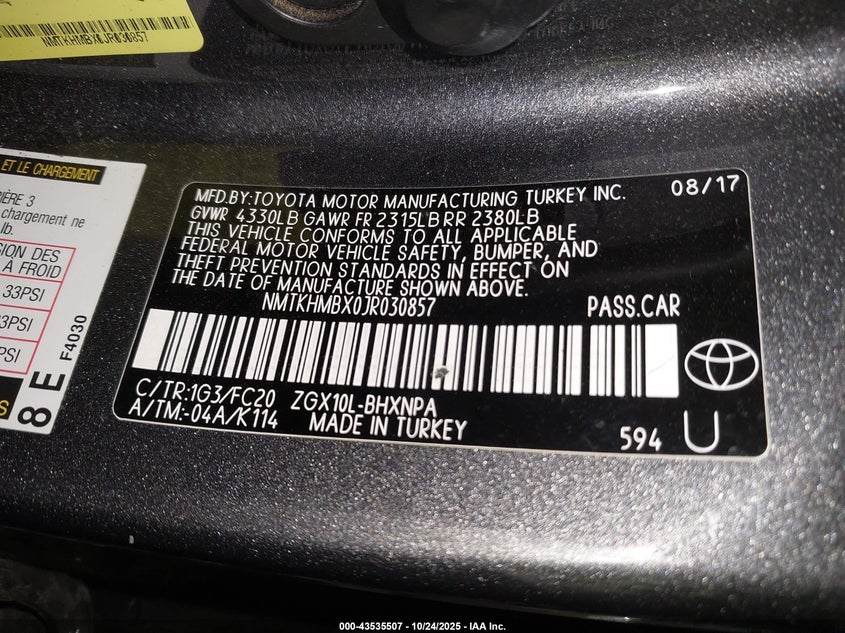 NMTKHMBX0JR030857
ET LE CHARGEMENT
IÈRE 3
chargement ne
lb.
SION DES
À FROID
33PSI
33PSI
PSI
8 E
F4030
S
MFD.BY:TOYOTA MOTOR MANUFACTURING TURKEY INC. 08/17
GVWR 4330LB GAWR FR 2315LB RR 2380LB
THIS VEHICLE CONFORMS TO ALL APPLICABLE
FEDERAL MOTOR VEHICLE SAFETY, BUMPER, AND
THEFT PREVENTION STANDARDS IN EFFECT ON
THE DATE OF MANUFACTURE SHOWN ABOVE.
NMTKHMBX0JR030857 PASS.CAR
C/TR:1G3/FC20 ZGX10L-BHXNPA
A/TM:-04A/K114 MADE IN TURKEY 594 U
000-43535507 - 10/24/2025 - IAA Inc.